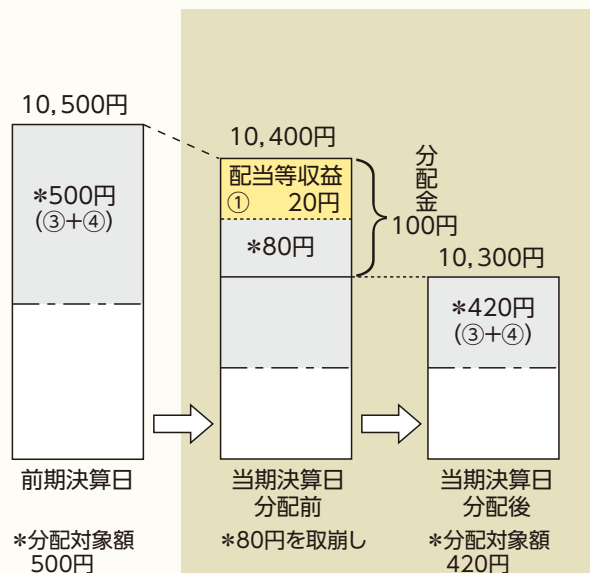 10,500円
*500円
(③+④)
前期決算日
*分配対象額
500円
10,400円
配当等収益
① 20円
*80円
分配金
100円
当期決算日
分配前
*80円を取崩し
10,300円
*420円
(③+④)
当期決算日
分配後
*分配対象額
420円